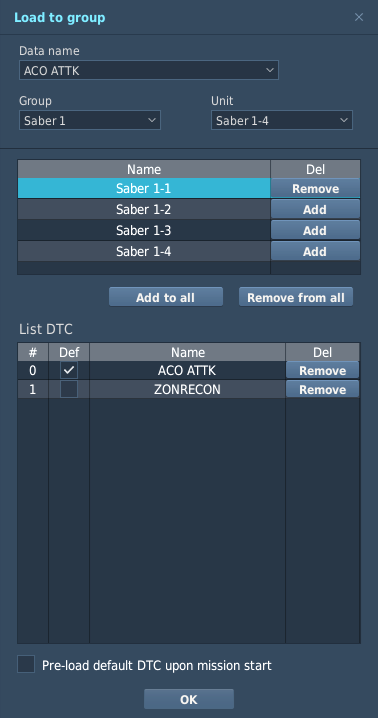 Load to group
Data name
ACO ATTK
Group Unit
Saber 1 Saber 1-4
Name Del
Saber 1-1 Remove
Saber 1-2 Add
Saber 1-3 Add
Saber 1-4 Add
Add to all Remove from all
List DTC
# Def Name Del
0 ACO ATTK Remove
1 ZONRECON Remove
Pre-load default DTC upon mission start
OK